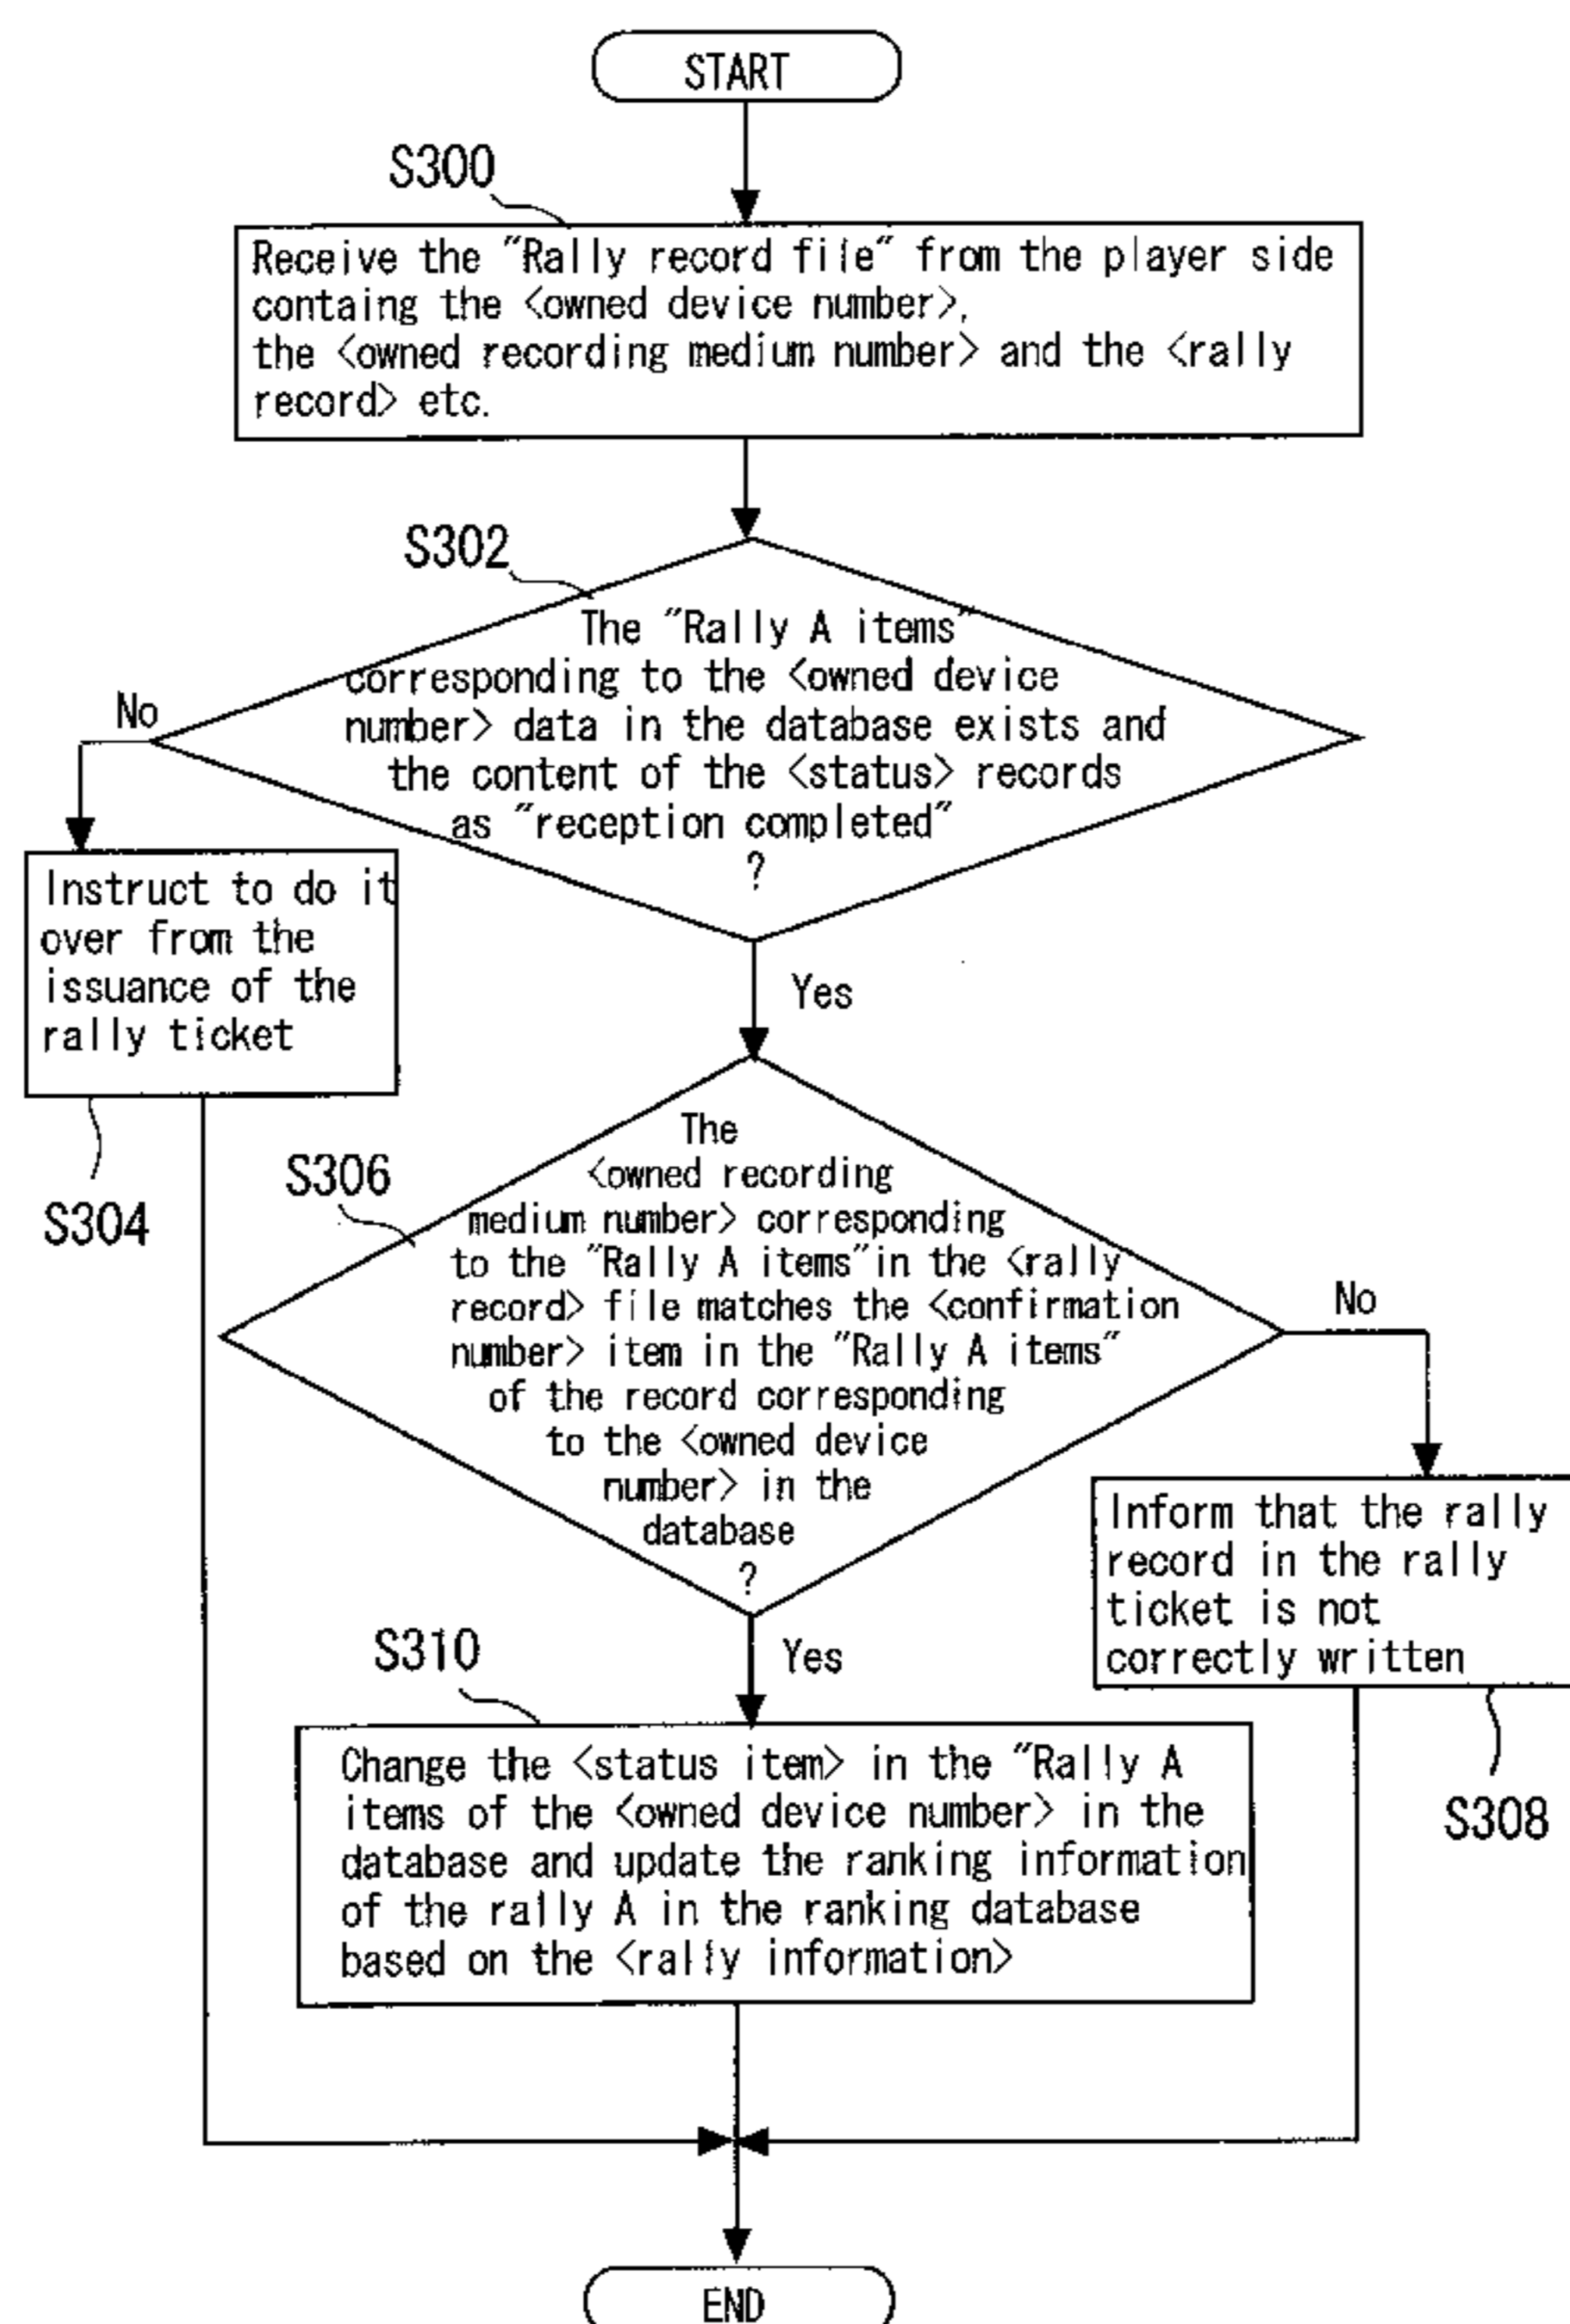 START
S300
Receive the "Rally record file" from the player side
containg the <owned device number>,
the <owned recording medium number> and the <rally
record> etc.
S302
The "Rally A items"
corresponding to the <owned device
number> data in the database exists and
the content of the <status> records
as "reception completed"
?
No
Instruct to do it
over from the
issuance of the
rally ticket
S304
Yes
S306
The
<owned recording
medium number> corresponding
to the "Rally A items"in the <rally
record> file matches the <confirmation
number> item in the "Rally A items"
of the record corresponding
to the <owned device
number> in the
database
?
No
Inform that the rally
record in the rally
ticket is not
correctly written
S308
Yes
S310
Change the <status item> in the "Rally A
items of the <owned device number> in the
database and update the ranking information
of the rally A in the ranking database
based on the <rally information>
END